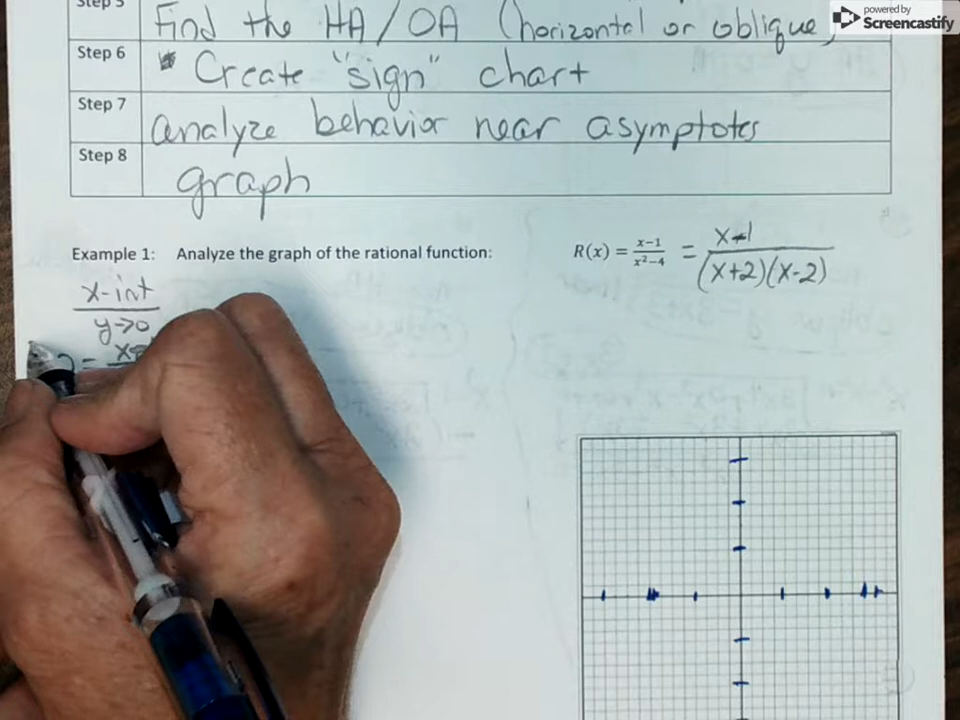 Step 5 Find the HA/OA (horizontal or oblique)
powered by
Screencastify
Step 6 Create "sign" chart
Step 7 analyze behavior near asymptotes
Step 8 graph
Example 1: Analyze the graph of the rational function: R(x) = x-1 / x²-4 = x-1 / (x+2)(x-2)
x-int
y→0